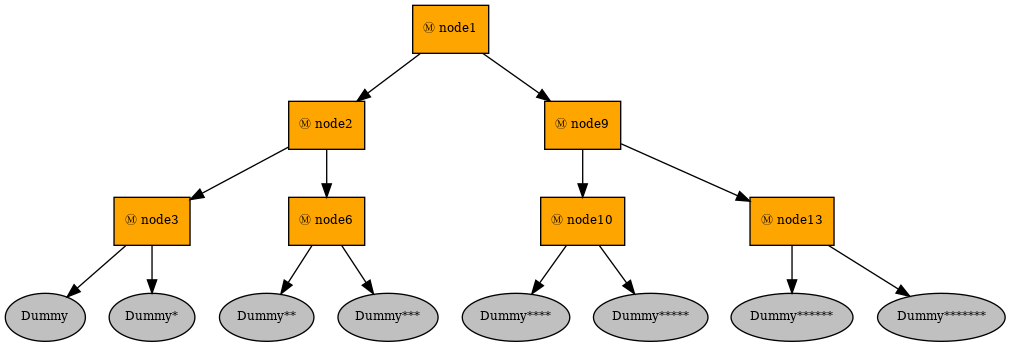 Ⓜ node1
Ⓜ node2
Ⓜ node9
Ⓜ node3
Ⓜ node6
Ⓜ node10
Ⓜ node13
Dummy
Dummy*
Dummy**
Dummy***
Dummy****
Dummy*****
Dummy******
Dummy*******